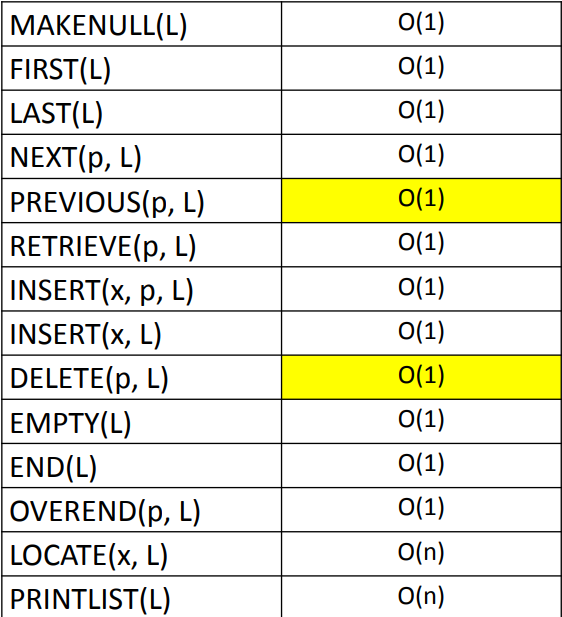 MAKENULL(L) O(1)
FIRST(L) O(1)
LAST(L) O(1)
NEXT(p, L) O(1)
PREVIOUS(p, L) O(1)
RETRIEVE(p, L) O(1)
INSERT(x, p, L) O(1)
INSERT(x, L) O(1)
DELETE(p, L) O(1)
EMPTY(L) O(1)
END(L) O(1)
OVEREND(p, L) O(1)
LOCATE(x, L) O(n)
PRINTLIST(L) O(n)